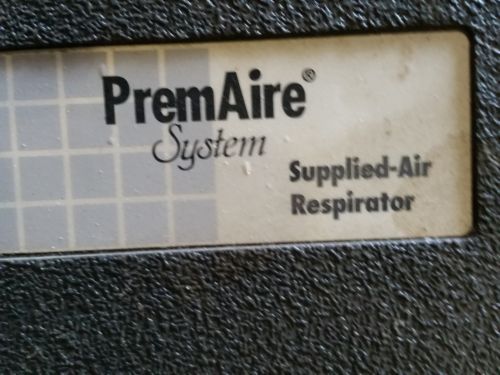 PremAire®
System
Supplied-Air
Respirator